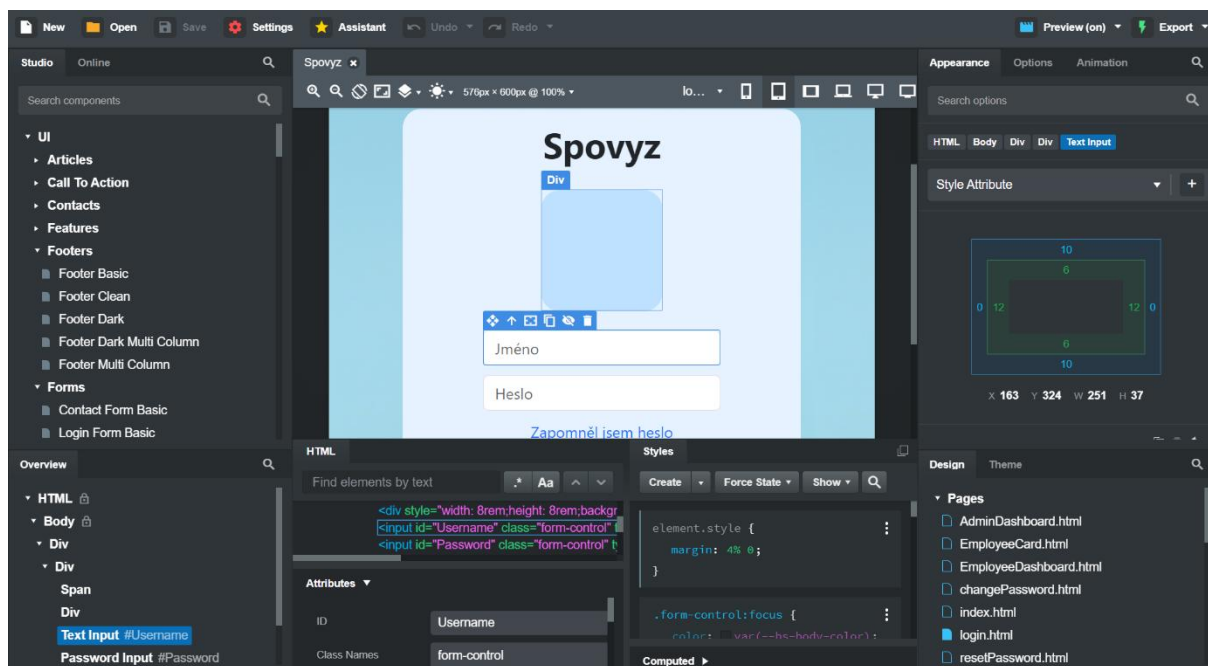 New Open Save Settings Assistant Undo Redo Preview (on) Export
Studio Online
Search components
UI
Articles
Call To Action
Contacts
Features
Footers
Footer Basic
Footer Clean
Footer Dark
Footer Dark Multi Column
Footer Multi Column
Forms
Contact Form Basic
Login Form Basic
Overview
HTML
Body
Div
Div
Span
Div
Text Input #Username
Password Input #Password
Spovyz
576px × 600px @ 100% lo...
Spovyz
Div
Jméno
Heslo
Zapomněl jsem heslo
HTML
Find elements by text .* Aa
<div style="width: 8rem;height: 8rem;backgr
<input id="Username" class="form-control"
<input id="Password" class="form-control"
Attributes
ID Username
Class Names form-control
Styles
Create Force State Show
element.style {
margin: 4% 0;
}
.form-control:focus {
color: var(--bs-body-color);
Computed
Appearance Options Animation
Search options
HTML Body Div Div Text Input
Style Attribute +
10
6
0 12 12 0
6
10
X 163 Y 324 W 251 H 37
Design Theme
Pages
AdminDashboard.html
EmployeeCard.html
EmployeeDashboard.html
changePassword.html
index.html
login.html
resetPassword.html